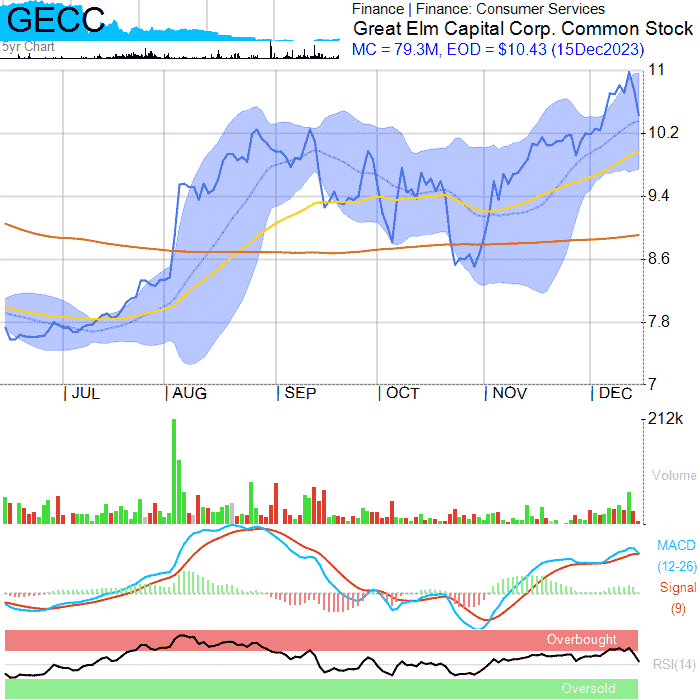 GECC
5yr Chart
Finance | Finance: Consumer Services
Great Elm Capital Corp. Common Stock
MC = 79.3M, EOD = $10.43 (15Dec2023)
11
10.2
9.4
8.6
7.8
7
JUL AUG SEP OCT NOV DEC
212k
Volume
MACD
(12-26)
Signal
(9)
Overbought
RSI(14)
Oversold